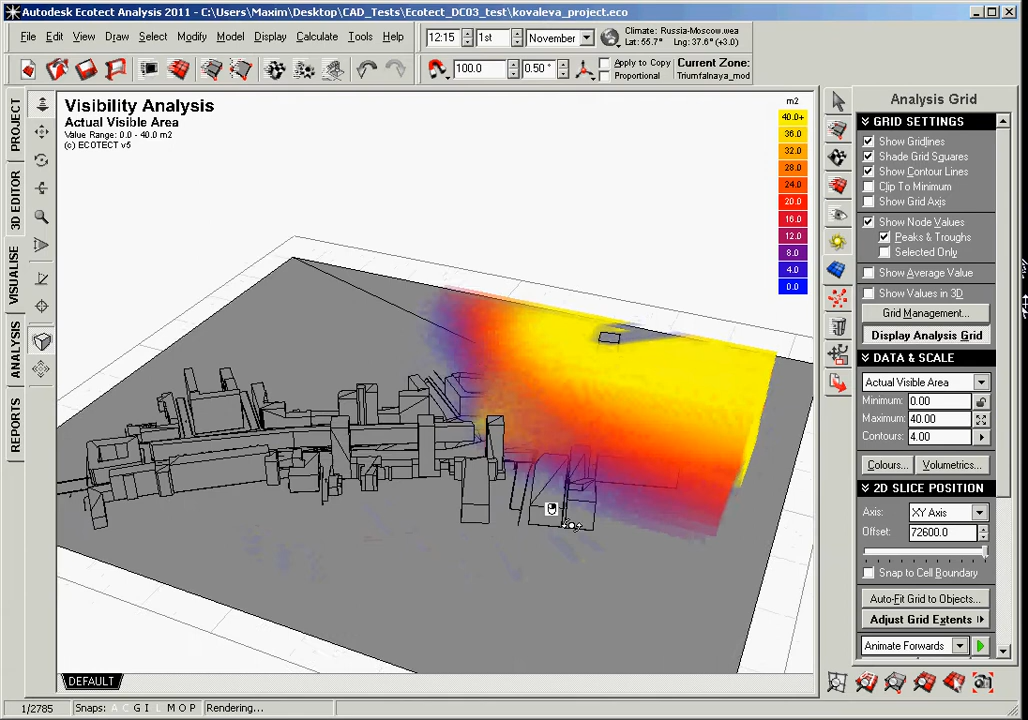 Autodesk Ecotect Analysis 2011 - C:\Users\Maxim\Desktop\CAD_Tests\Ecotect_DC03_test\kovaleva_project.eco
File Edit View Draw Select Modify Model Display Calculate Tools Help
12:15 1st November
Climate: Russia-Moscow.wea
Lat: 55.7° Lng: 37.6° (+3.0)
100.0 0.50°
Apply to Copy
Proportional
Current Zone:
Triumfalnaya_mod
PROJECT
3D EDITOR
VISUALISE
ANALYSIS
REPORTS
Visibility Analysis
Actual Visible Area
Value Range: 0.0 - 40.0 m2
(c) ECOTECT v5
m2
40.0+
36.0
32.0
28.0
24.0
20.0
16.0
12.0
8.0
4.0
0.0
DEFAULT
Analysis Grid
GRID SETTINGS
Show Gridlines
Shade Grid Squares
Show Contour Lines
Clip To Minimum
Show Grid Axis
Show Node Values
Peaks & Troughs
Selected Only
Show Average Value
Show Values in 3D
Grid Management...
Display Analysis Grid
DATA & SCALE
Actual Visible Area
Minimum: 0.00
Maximum: 40.00
Contours: 4.00
Colours... Volumetrics...
2D SLICE POSITION
Axis: XY Axis
Offset: 72600.0
Snap to Cell Boundary
Auto-Fit Grid to Objects...
Adjust Grid Extents
Animate Forwards
1/2785 Snaps: A C G I M O P Rendering...